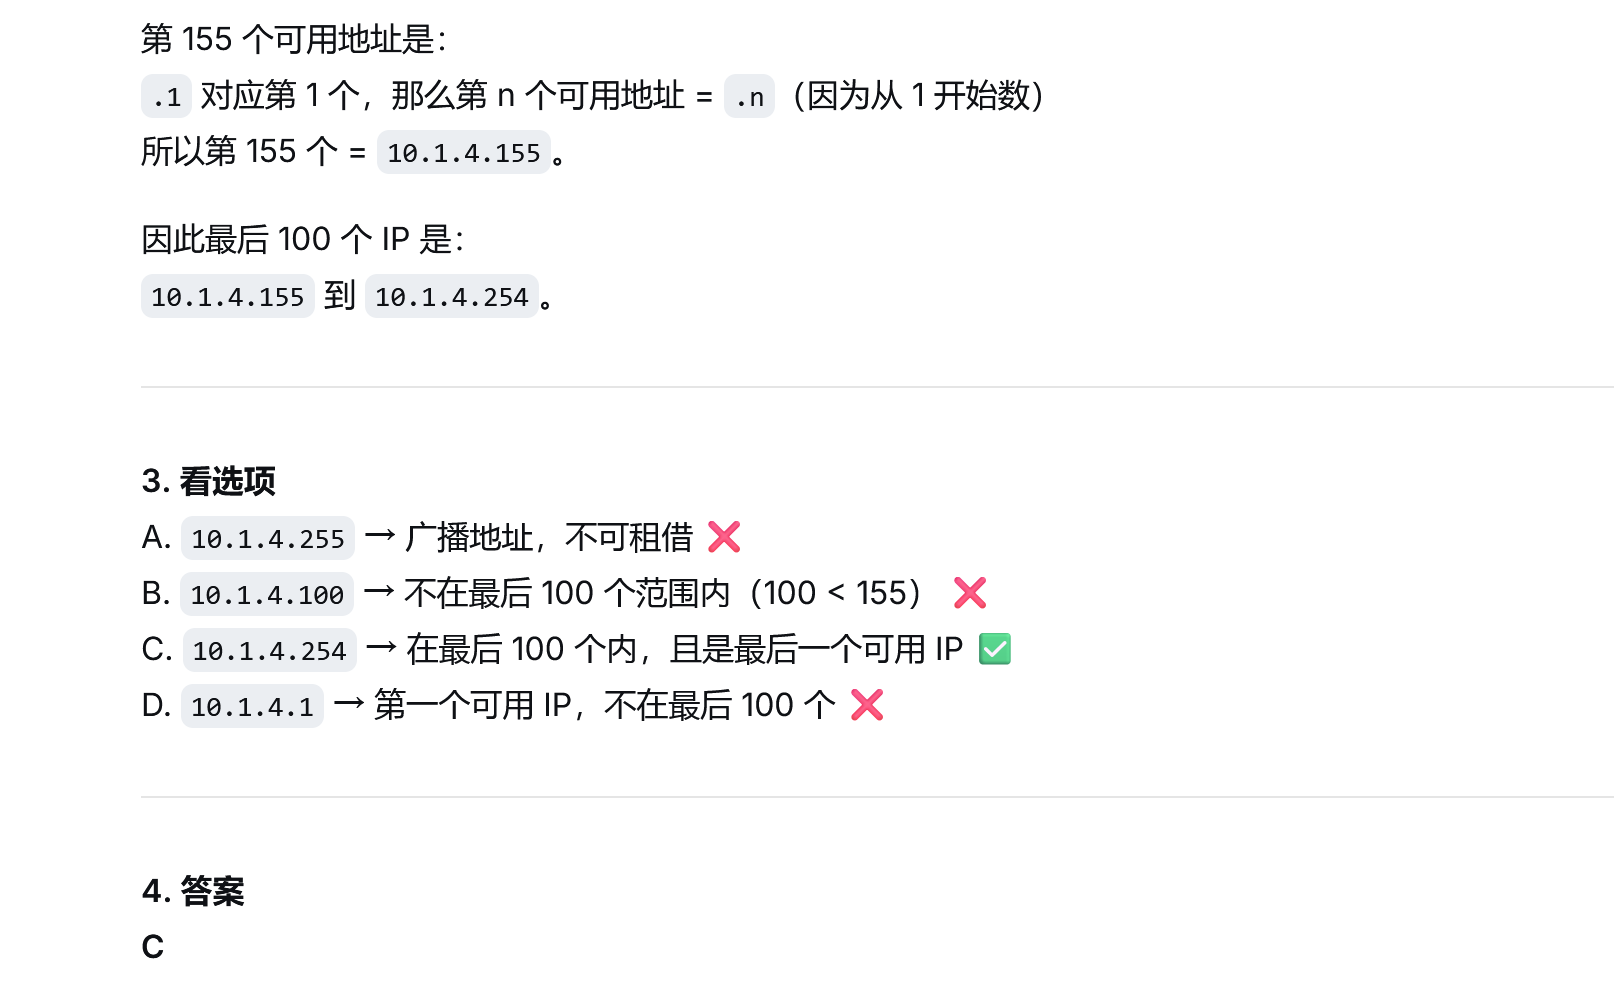 第 155 个可用地址是：
.1 对应第 1 个，那么第 n 个可用地址 = .n（因为从 1 开始数）
所以第 155 个 = 10.1.4.155。
因此最后 100 个 IP 是：
10.1.4.155 到 10.1.4.254。
3. 看选项
A. 10.1.4.255 → 广播地址，不可租借 ❌
B. 10.1.4.100 → 不在最后 100 个范围内（100 < 155） ❌
C. 10.1.4.254 → 在最后 100 个内，且是最后一个可用 IP ✅
D. 10.1.4.1 → 第一个可用 IP，不在最后 100 个 ❌
4. 答案
C